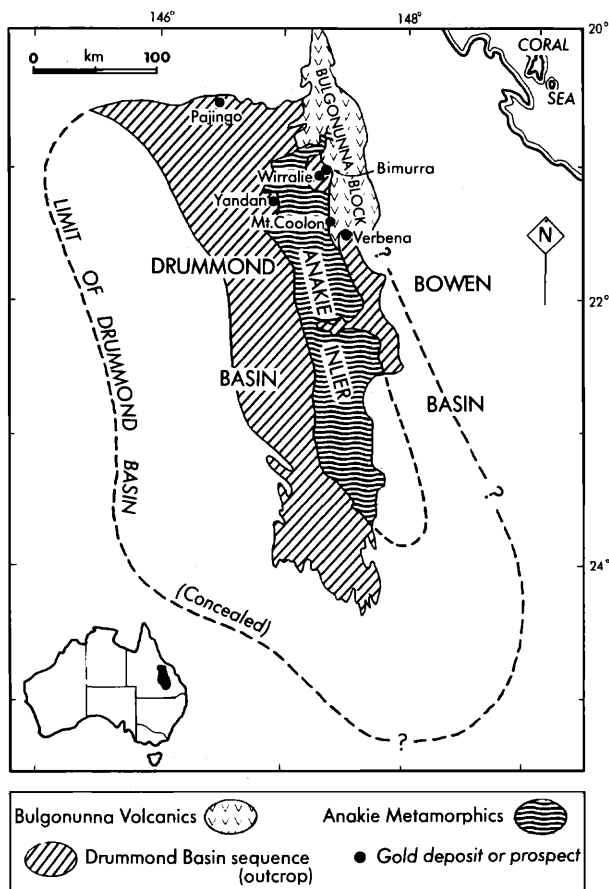 146°
148°
20°
0 km 100
CORAL
SEA
BULGONUNNA BLOCK
Pajingo
Bimurra
Wirralie
Yandan
Mt.Coolon
Verbena
?
N
LIMIT OF DRUMMOND BASIN
DRUMMOND
BASIN
ANAKIE
INLIER
BOWEN
BASIN
22°
?
24°
(Concealed)
?
Bulgonunna Volcanics
Anakie Metamorphics
Drummond Basin sequence
(outcrop)
Gold deposit or prospect